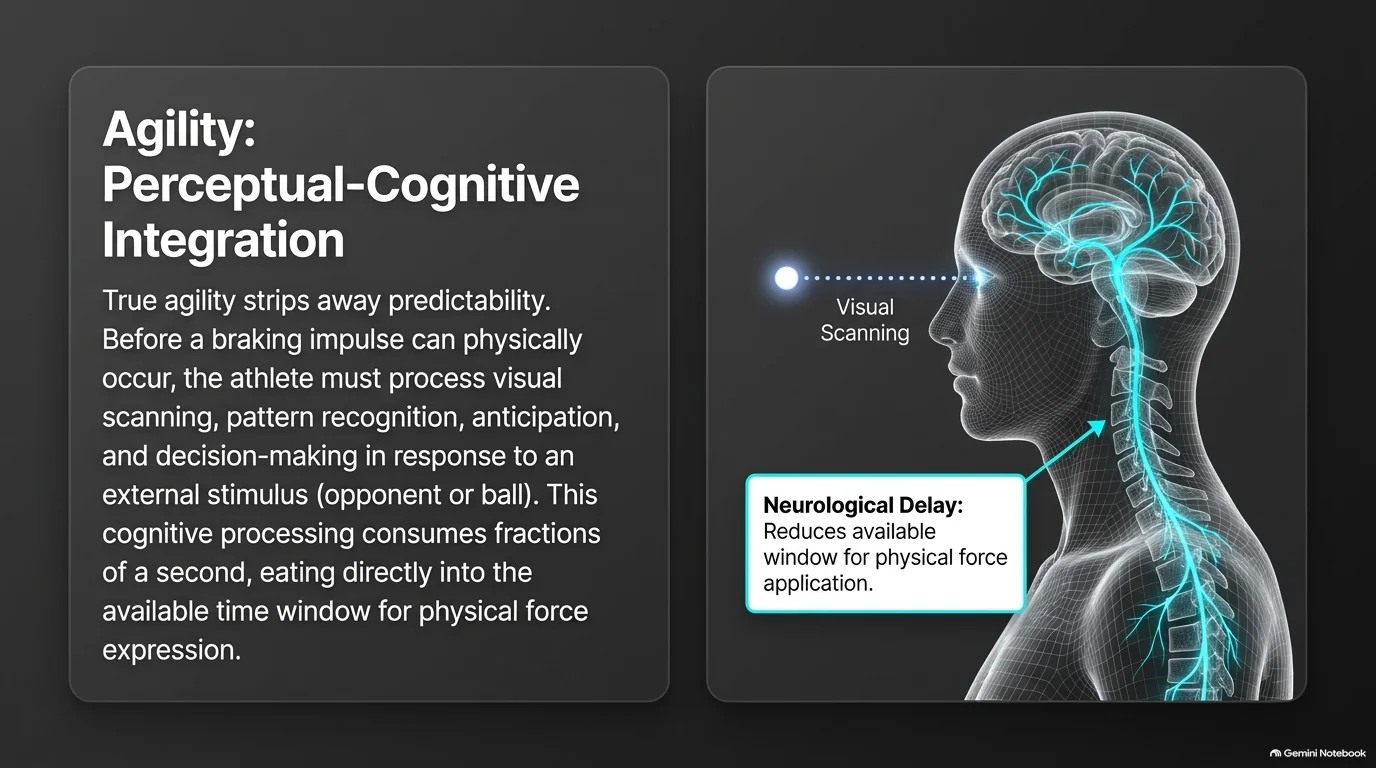 Agility:
Perceptual-Cognitive
Integration
True agility strips away predictability.
Before a braking impulse can physically
occur, the athlete must process visual
scanning, pattern recognition, anticipation,
and decision-making in response to an
external stimulus (opponent or ball). This
cognitive processing consumes fractions
of a second, eating directly into the
available time window for physical force
expression.
Visual
Scanning
Neurological Delay:
Reduces available
window for physical force
application.
Gemini Notebook